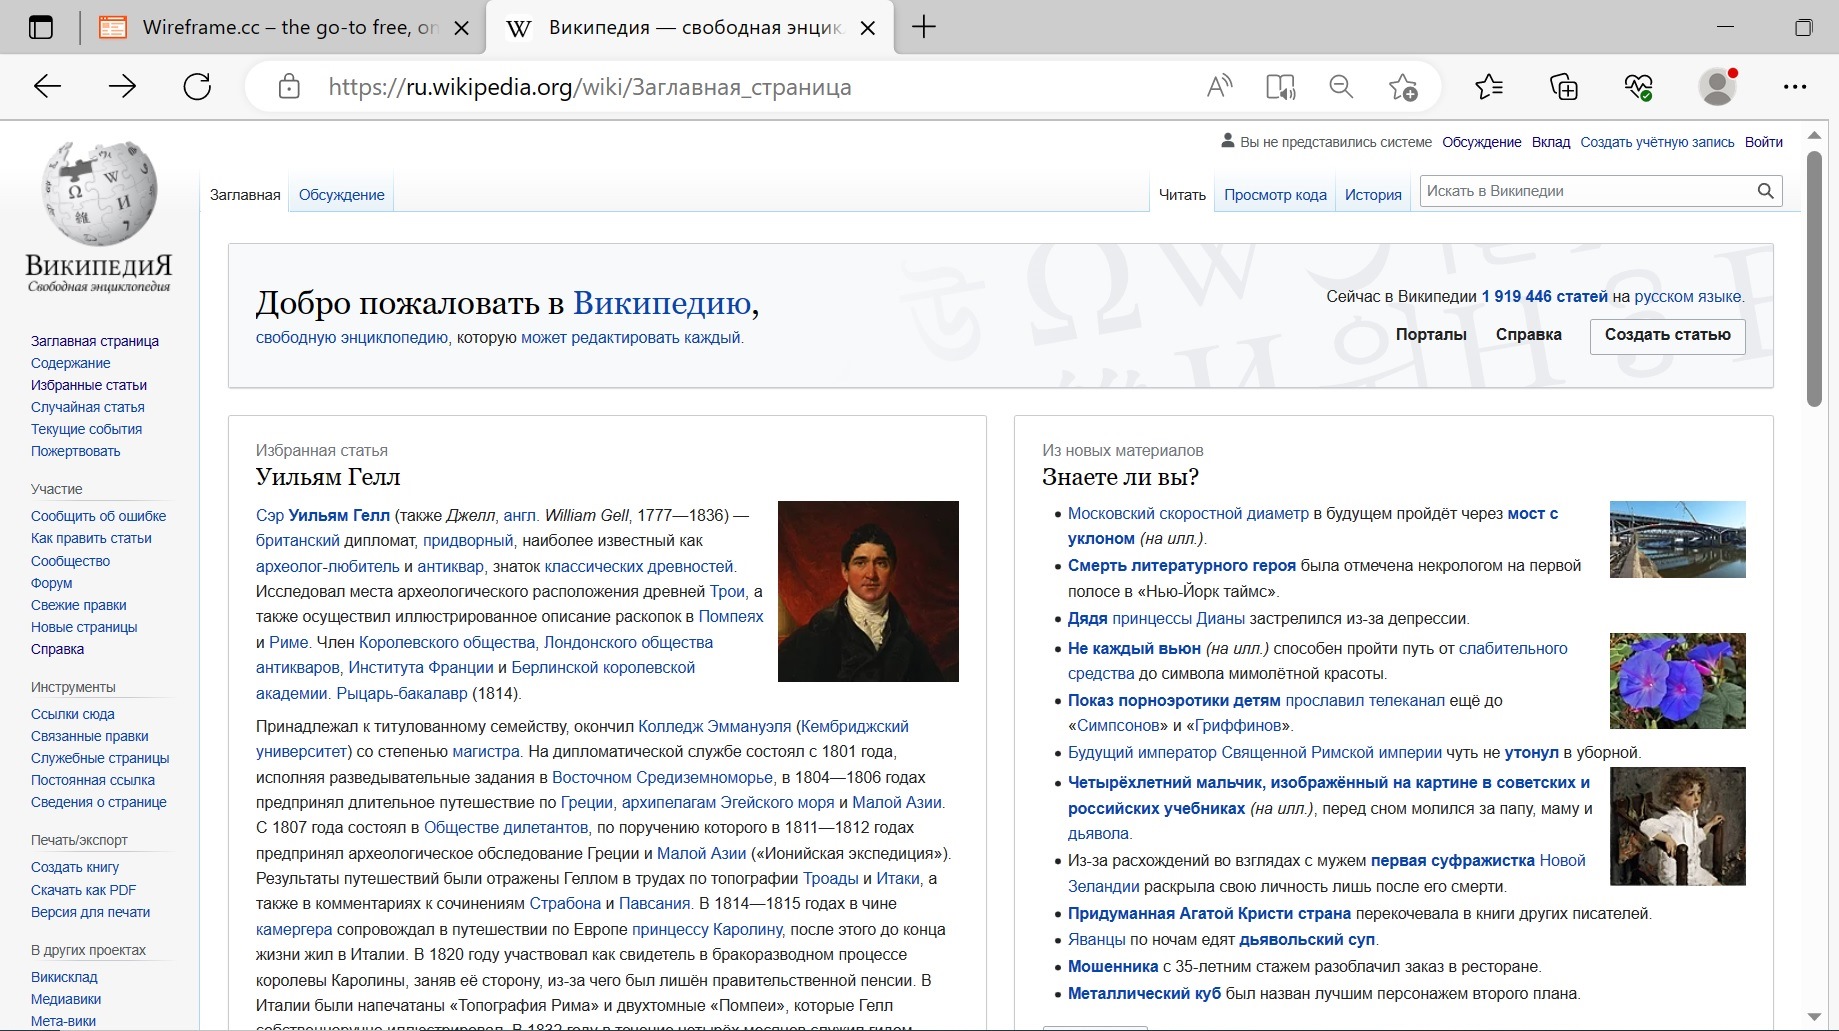 Wireframe.cc – the go-to free, on
Википедия — свободная энцик
https://ru.wikipedia.org/wiki/Заглавная_страница
Вы не представились системе Обсуждение Вклад Создать учётную запись Войти
Заглавная Обсуждение Читать Просмотр кода История Искать в Википедии
ВИКИПЕДИЯ
Свободная энциклопедия
Заглавная страница
Содержание
Избранные статьи
Случайная статья
Текущие события
Пожертвовать
Участие
Сообщить об ошибке
Как править статьи
Сообщество
Форум
Свежие правки
Новые страницы
Справка
Инструменты
Ссылки сюда
Связанные правки
Служебные страницы
Постоянная ссылка
Сведения о странице
Печать/экспорт
Создать книгу
Скачать как PDF
Версия для печати
В других проектах
Викисклад
Медиавики
Мета-вики
Добро пожаловать в Википедию,
свободную энциклопедию, которую может редактировать каждый.
Сейчас в Википедии 1 919 446 статей на русском языке.
Порталы Справка Создать статью
Избранная статья
Уильям Гелл
Сэр Уильям Гелл (также Джелл, англ. William Gell, 1777—1836) —
британский дипломат, придворный, наиболее известный как
археолог-любитель и антиквар, знаток классических древностей.
Исследовал места археологического расположения древней Трои, а
также осуществил иллюстрированное описание раскопок в Помпеях
и Риме. Член Королевского общества, Лондонского общества
антикваров, Института Франции и Берлинской королевской
академии. Рыцарь-бакалавр (1814).
Принадлежал к титулованному семейству, окончил Колледж Эммануэля (Кембриджский
университет) со степенью магистра. На дипломатической службе состоял с 1801 года,
исполняя разведывательные задания в Восточном Средиземноморье, в 1804—1806 годах
предпринял длительное путешествие по Греции, архипелагам Эгейского моря и Малой Азии.
С 1807 года состоял в Обществе дилетантов, по поручению которого в 1811—1812 годах
предпринял археологическое обследование Греции и Малой Азии («Ионийская экспедиция»).
Результаты путешествий были отражены Геллом в трудах по топографии Троады и Итаки, а
также в комментариях к сочинениям Страбона и Павсания. В 1814—1815 годах в чине
камергера сопровождал в путешествии по Европе принцессу Каролину, после этого до конца
жизни жил в Италии. В 1820 году участвовал как свидетель в бракоразводном процессе
королевы Каролины, заняв её сторону, из-за чего был лишён правительственной пенсии. В
Италии были напечатаны «Топография Рима» и двухтомные «Помпеи», которые Гелл
собственноручно иллюстрировал. В 1832 году в течение четырёх месяцев служил гидом
Из новых материалов
Знаете ли вы?
Московский скоростной диаметр в будущем пройдёт через мост с
уклоном (на илл.).
Смерть литературного героя была отмечена некрологом на первой
полосе в «Нью-Йорк таймс».
Дядя принцессы Дианы застрелился из-за депрессии.
Не каждый вьюн (на илл.) способен пройти путь от слабительного
средства до символа мимолётной красоты.
Показ порноэротики детям прославил телеканал ещё до
«Симпсонов» и «Гриффинов».
Будущий император Священной Римской империи чуть не утонул в уборной.
Четырёхлетний мальчик, изображённый на картине в советских и
российских учебниках (на илл.), перед сном молился за папу, маму и
дьявола.
Из-за расхождений во взглядах с мужем первая суфражистка Новой
Зеландии раскрыла свою личность лишь после его смерти.
Придуманная Агатой Кристи страна перекочевала в книги других писателей.
Яванцы по ночам едят дьявольский суп.
Мошенника с 35-летним стажем разоблачил заказ в ресторане.
Металлический куб был назван лучшим персонажем второго плана.